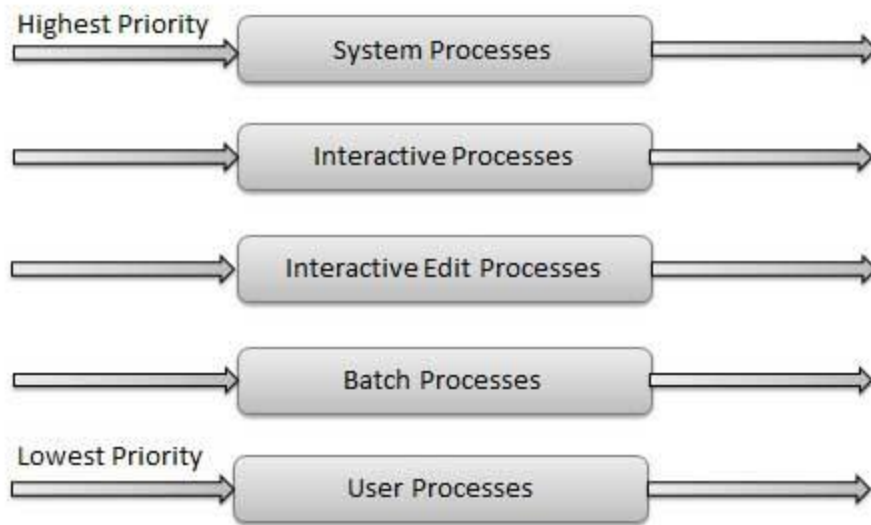 Highest Priority
System Processes
Interactive Processes
Interactive Edit Processes
Batch Processes
Lowest Priority
User Processes